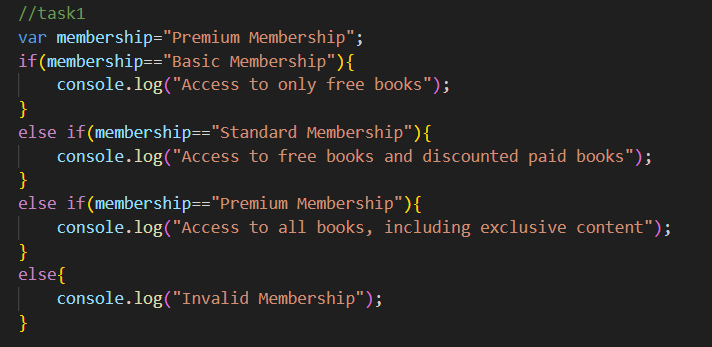 //task1
var membership="Premium Membership";
if(membership=="Basic Membership"){
    console.log("Access to only free books");
}
else if(membership=="Standard Membership"){
    console.log("Access to free books and discounted paid books");
}
else if(membership=="Premium Membership"){
    console.log("Access to all books, including exclusive content");
}
else{
    console.log("Invalid Membership");
}